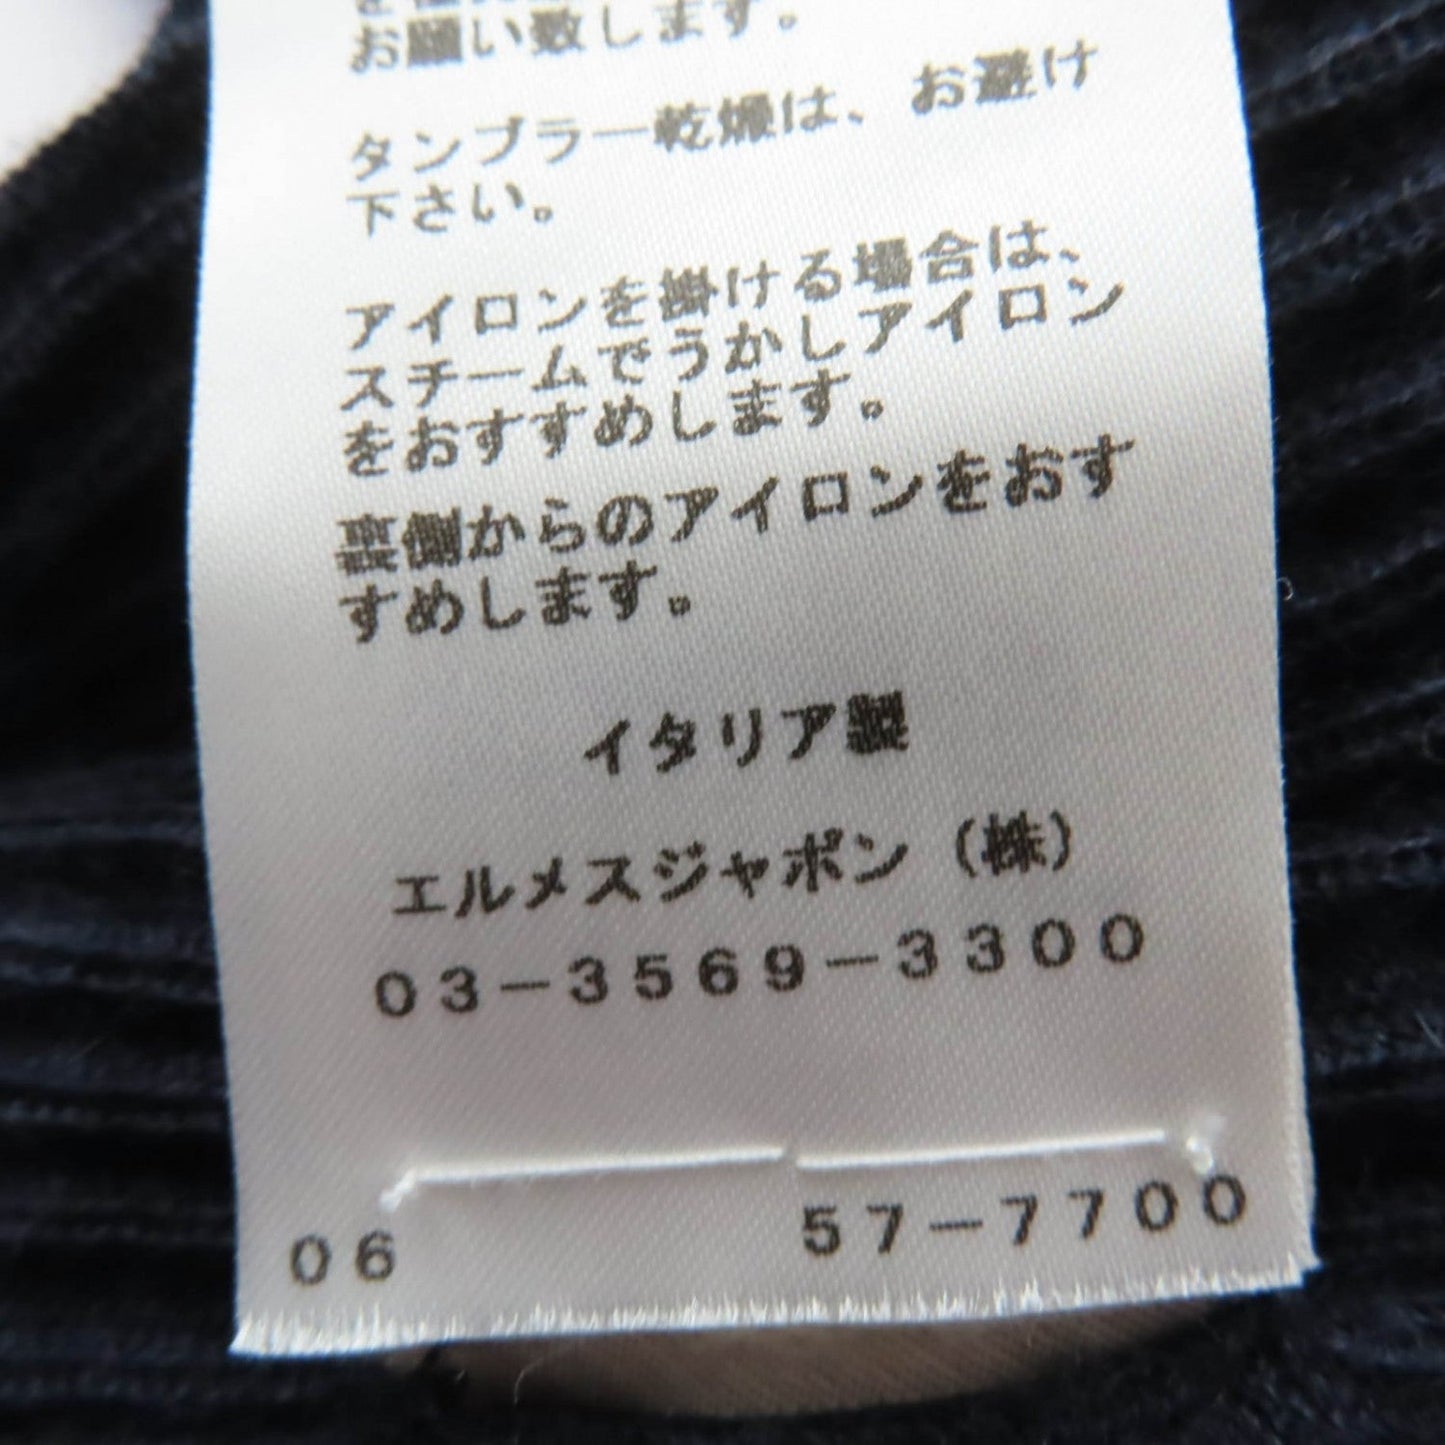 お願い致します。
タンブラー乾燥は、お避け
下さい。
アイロンを掛ける場合は、
スチームでうかしアイロン
をおすすめします。
裏側からのアイロンをおす
すめします。
イタリア製
エルメスジャポン（株）
03-3569-3300
06 57-7700